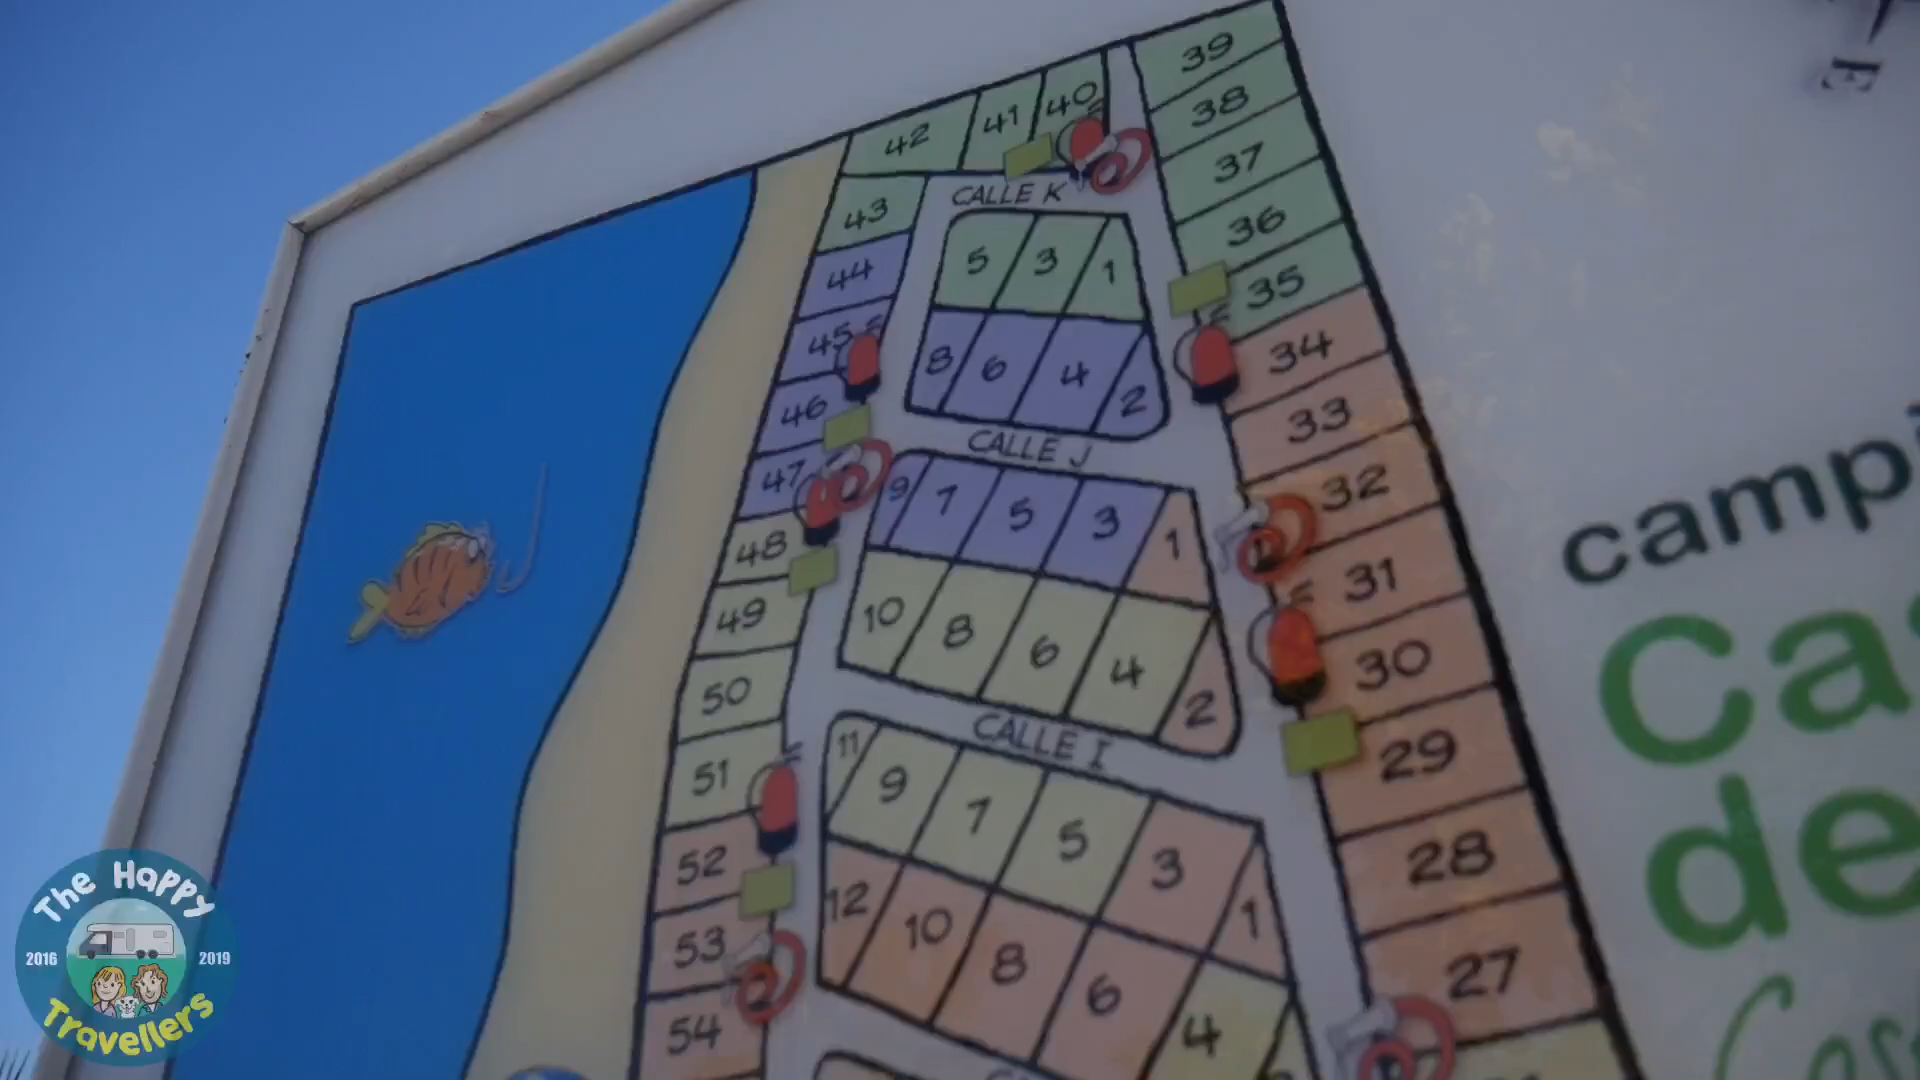 E
39
42 41 40
38
37
CALLE K
43
36
5 3 1
44
35
45
34
8 6 4 2
46
33
CALLE J
47
32
9 7 5 3 1
48
31
10 8 6 4 2
49
30
50
CALLE I
29
11 9 7 5 3 1
51
28
52
12 10 8 6 4
53
27
54
campi
Ca
de
The Happy
2016 2019
Travellers